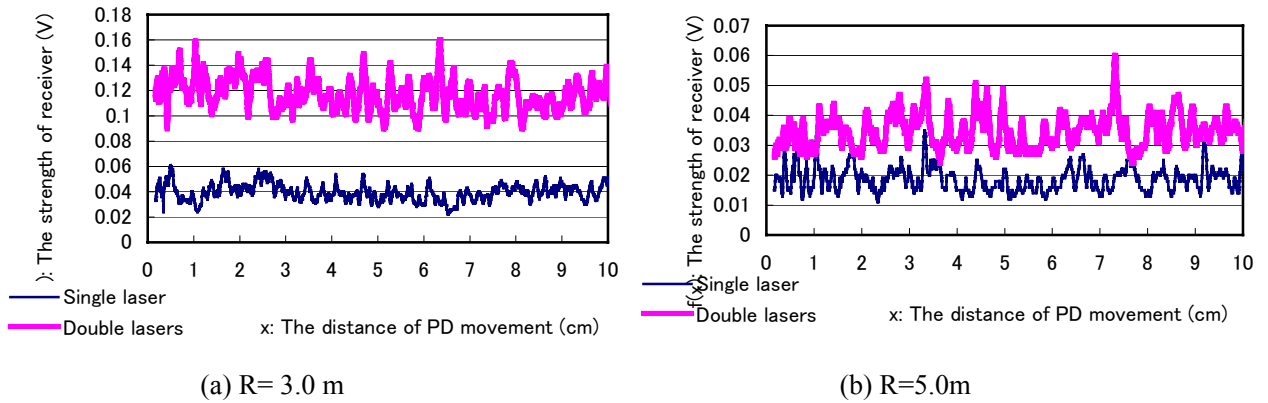 ): The strength of receiver (V)
0.18
0.16
0.14
0.12
0.1
0.08
0.06
0.04
0.02
0
0 1 2 3 4 5 6 7 8 9 10
Single laser
Double lasers
x: The distance of PD movement (cm)
(a) R= 3.0 m
f(x): The strength of receiver (V)
0.07
0.06
0.05
0.04
0.03
0.02
0.01
0
0 1 2 3 4 5 6 7 8 9 10
Single laser
Double lasers
x: The distance of PD movement (cm)
(b) R=5.0m